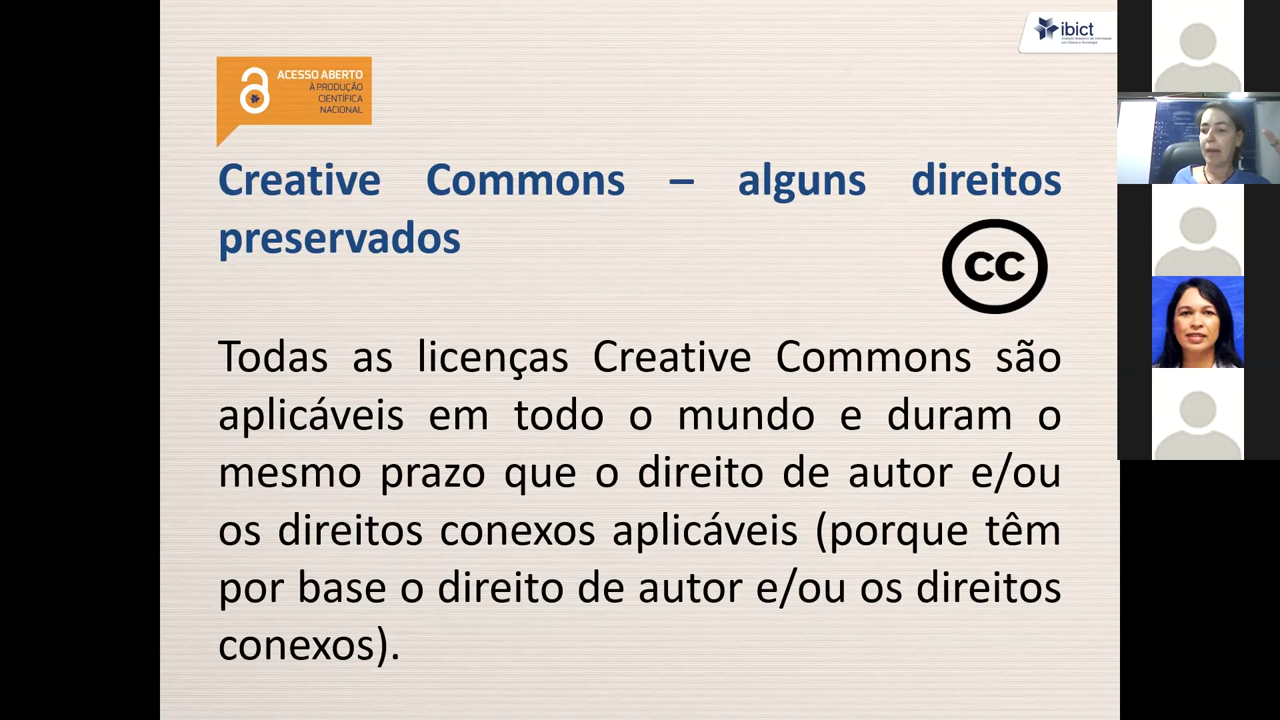 ibict
ACESSO ABERTO
À PRODUÇÃO
CIENTÍFICA
NACIONAL
Creative Commons – alguns direitos
preservados
cc
Todas as licenças Creative Commons são
aplicáveis em todo o mundo e duram o
mesmo prazo que o direito de autor e/ou
os direitos conexos aplicáveis (porque têm
por base o direito de autor e/ou os direitos
conexos).